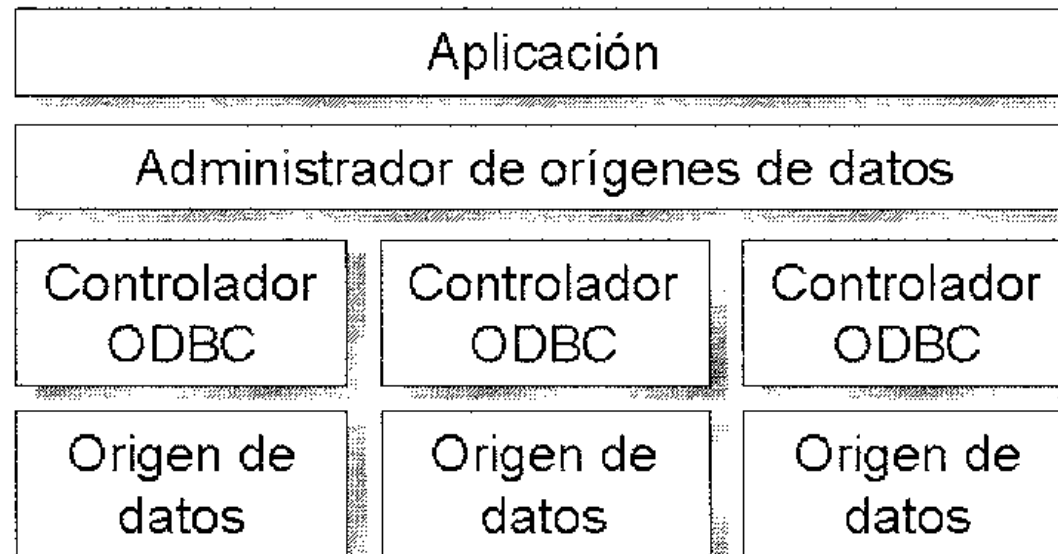 Aplicación
Administrador de orígenes de datos
Controlador
ODBC
Controlador
ODBC
Controlador
ODBC
Origen de
datos
Origen de
datos
Origen de
datos